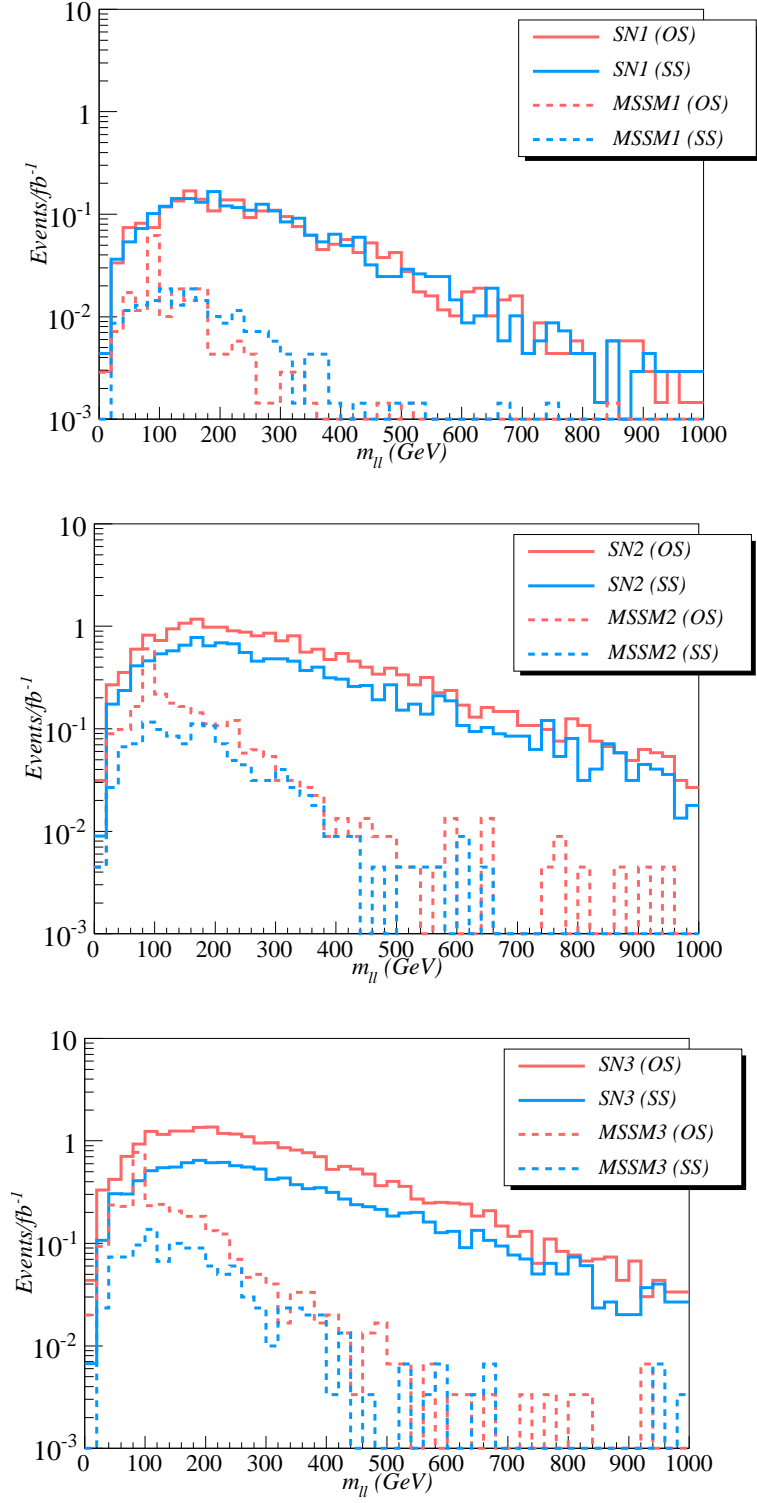 10
1
10-1
10-2
10-3
Events/fb-1
SN1 (OS)
SN1 (SS)
MSSM1 (OS)
MSSM1 (SS)
0 100 200 300 400 500 600 700 800 900 1000
mll (GeV)
10
1
10-1
10-2
10-3
Events/fb-1
SN2 (OS)
SN2 (SS)
MSSM2 (OS)
MSSM2 (SS)
0 100 200 300 400 500 600 700 800 900 1000
mll (GeV)
10
1
10-1
10-2
10-3
Events/fb-1
SN3 (OS)
SN3 (SS)
MSSM3 (OS)
MSSM3 (SS)
0 100 200 300 400 500 600 700 800 900 1000
mll (GeV)